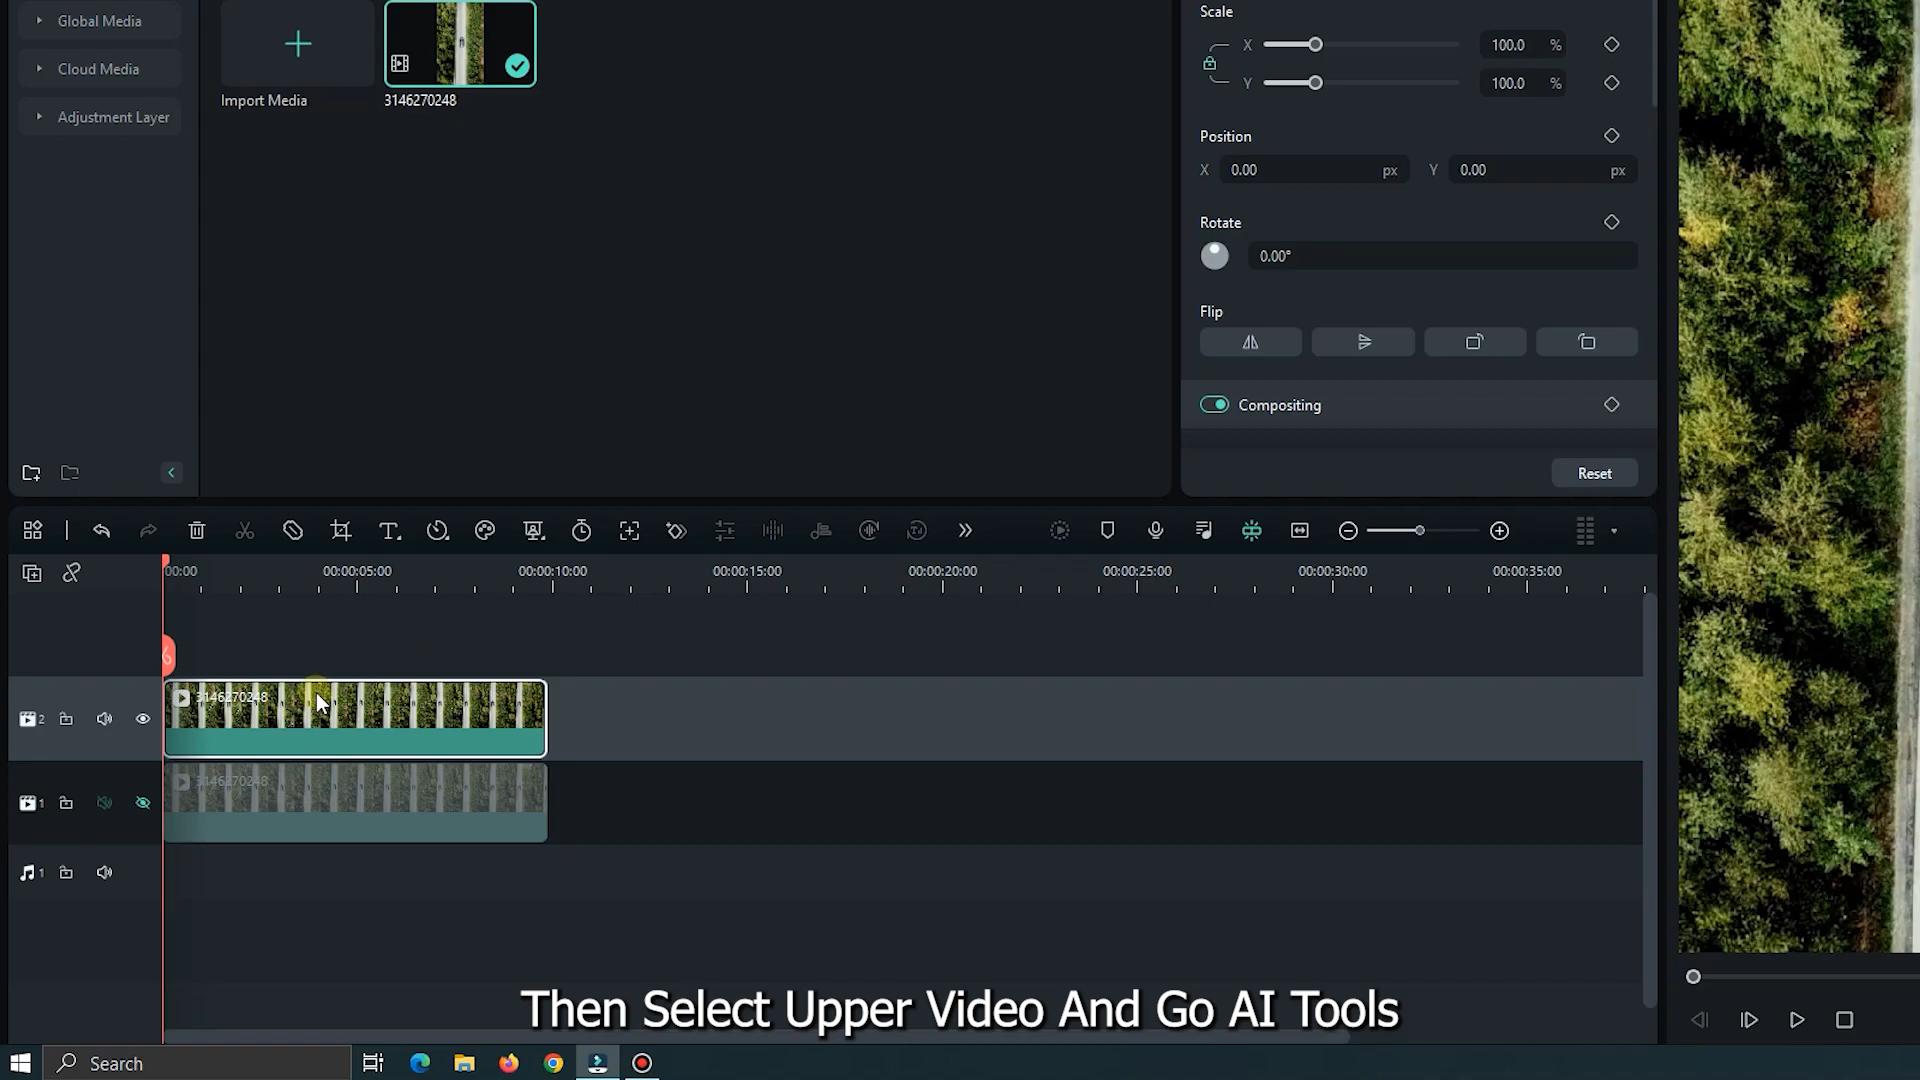 Global Media
Cloud Media
Adjustment Layer
Import Media
3146270248
Scale
X 100.0 %
Y 100.0 %
Position
X 0.00 px Y 0.00 px
Rotate
0.00°
Flip
Compositing
Reset
00:00 00:00:05:00 00:00:10:00 00:00:15:00 00:00:20:00 00:00:25:00 00:00:30:00 00:00:35:00
3146270248
2
3146270248
1
1
Then Select Upper Video And Go AI Tools
Search